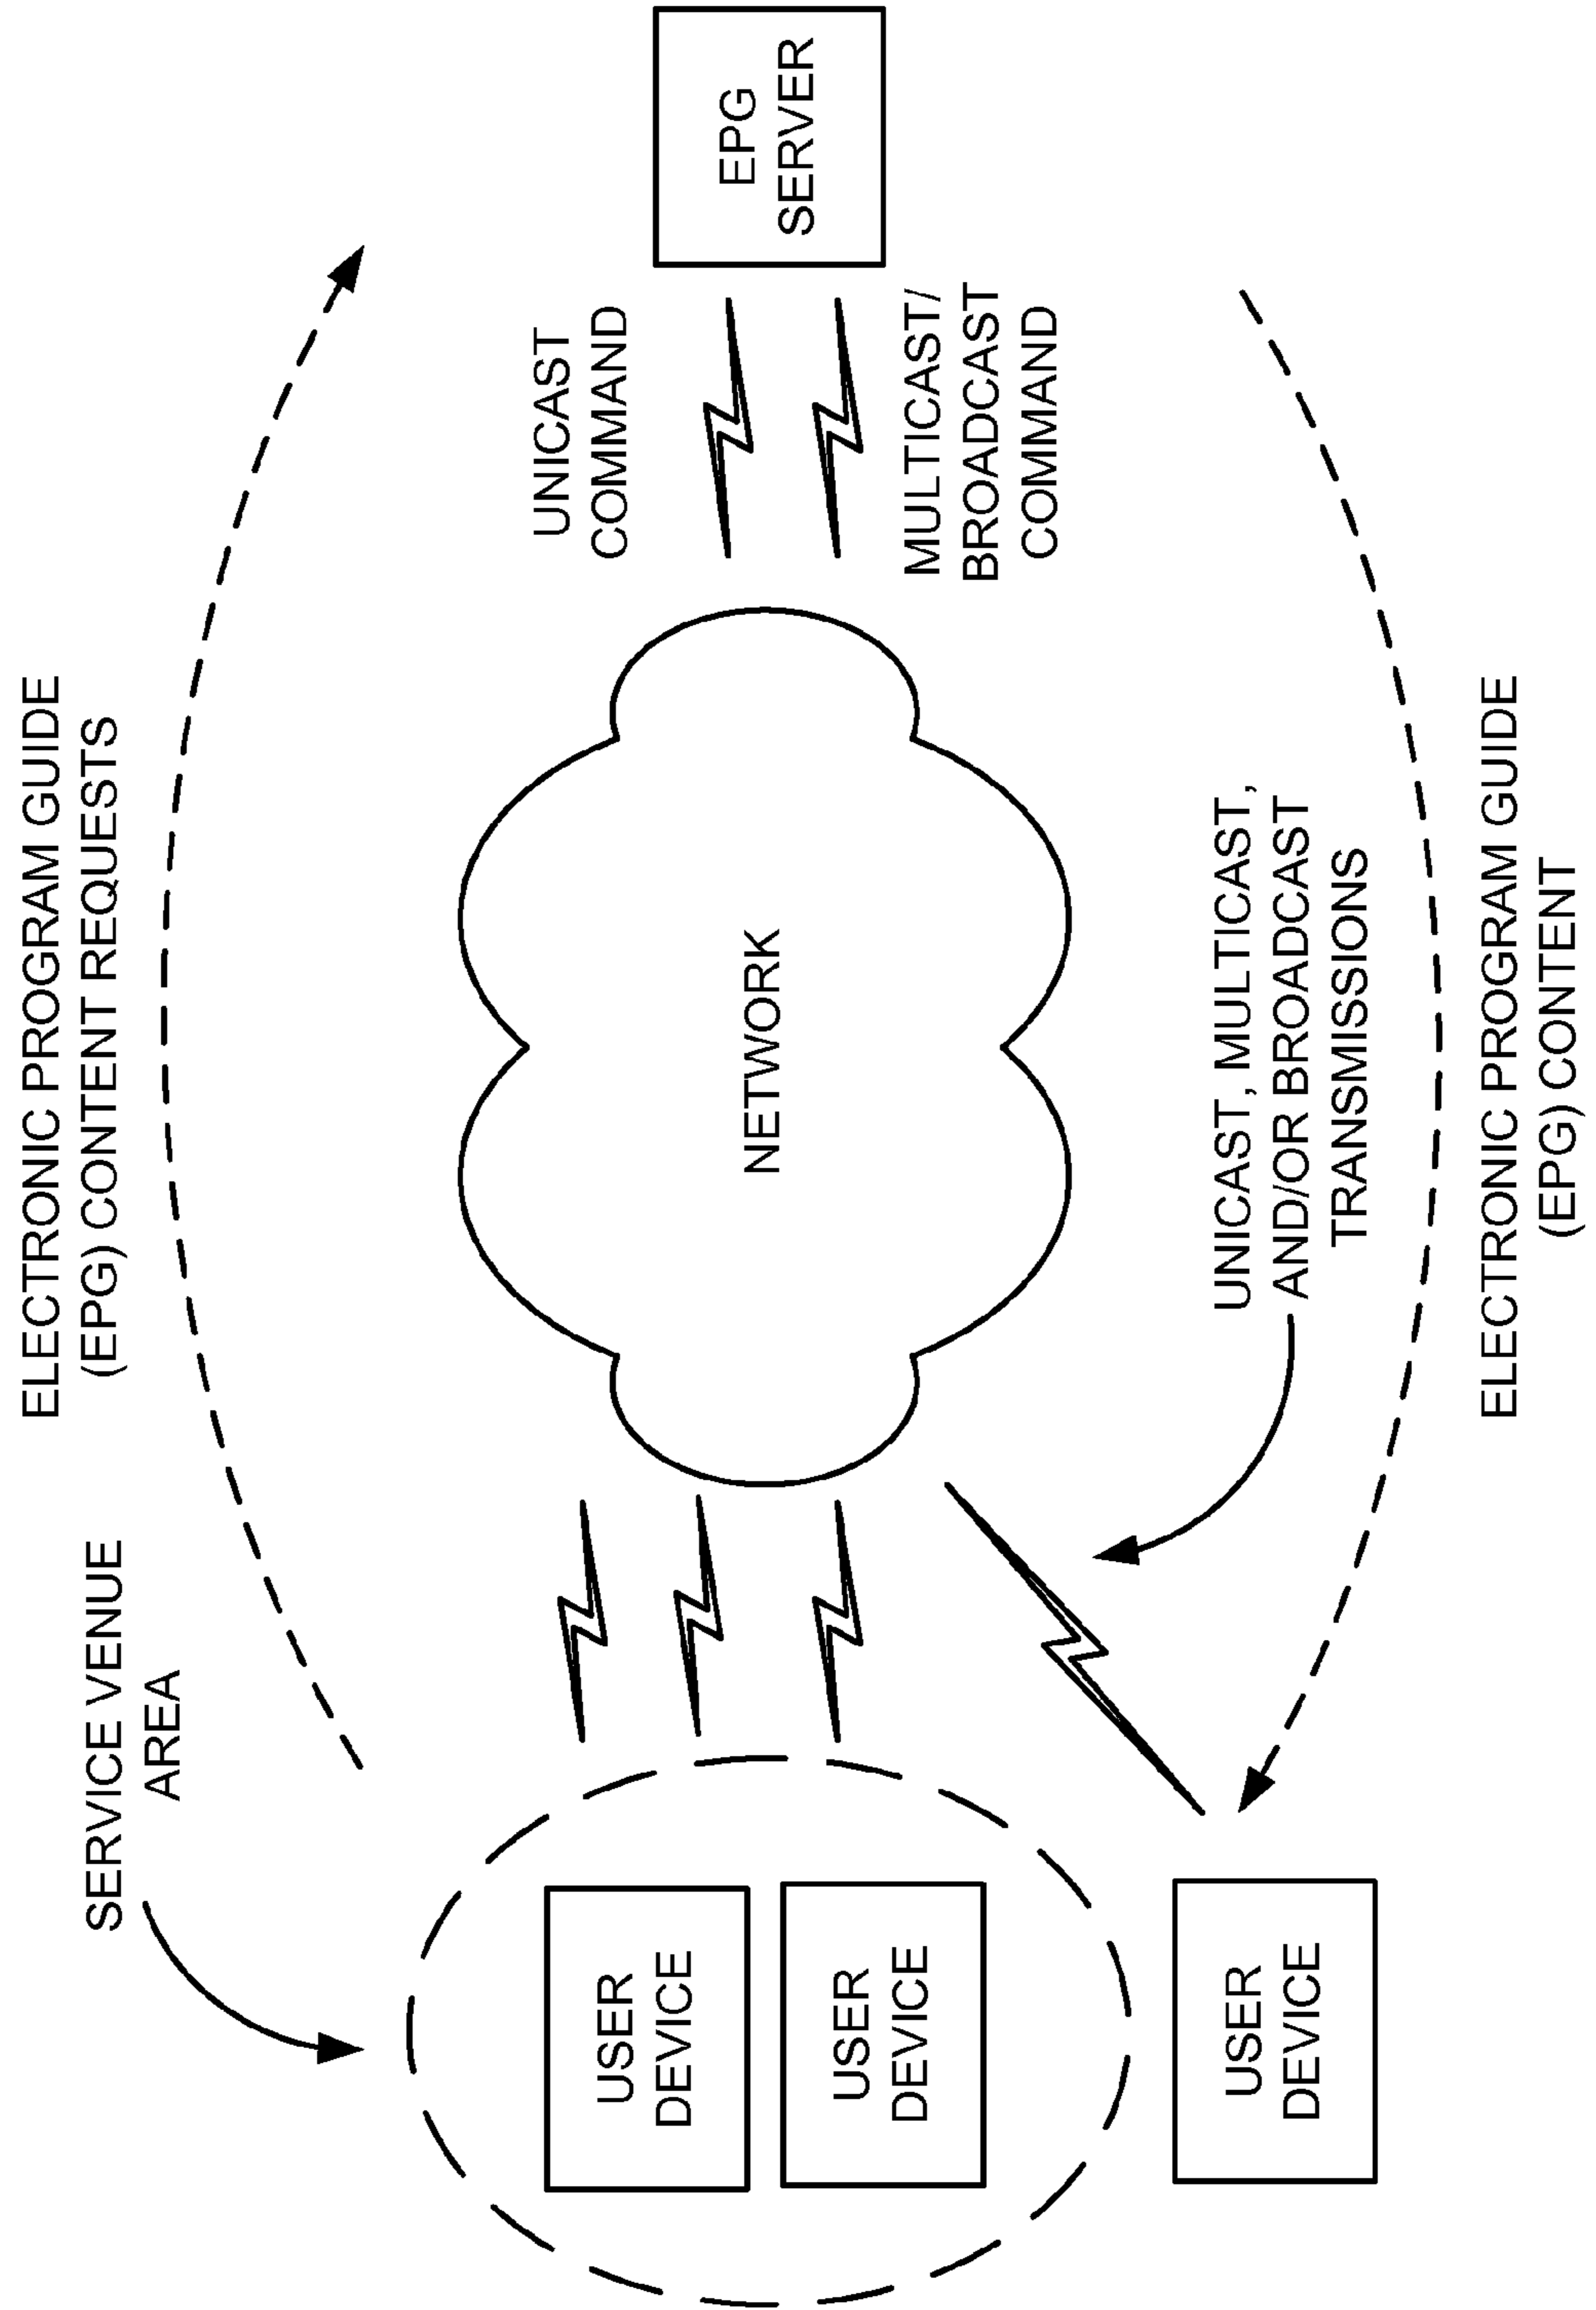 ELECTRONIC PROGRAM GUIDE
(EPG) CONTENT REQUESTS
SERVICE VENUE
AREA
USER
DEVICE
USER
DEVICE
USER
DEVICE
NETWORK
UNICAST
COMMAND
MULTICAST/
BROADCAST
COMMAND
EPG
SERVER
UNICAST, MULTICAST,
AND/OR BROADCAST
TRANSMISSIONS
ELECTRONIC PROGRAM GUIDE
(EPG) CONTENT